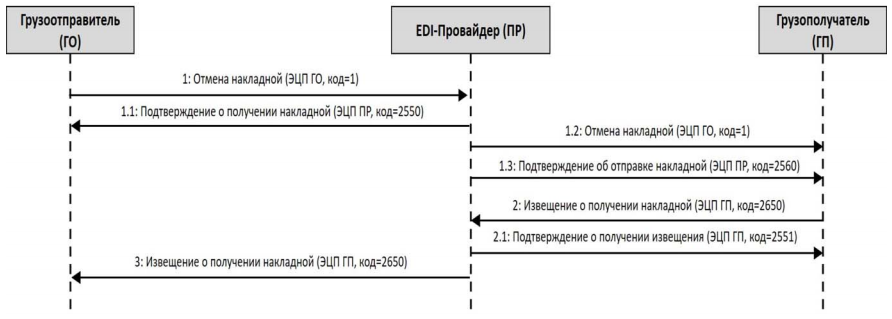 Грузоотправитель
(ГО)
EDI-Провайдер (ПР)
Грузополучатель
(ГП)
1: Отмена накладной (ЭЦП ГО, код=1)
1.1: Подтверждение о получении накладной (ЭЦП ПР, код=2550)
1.2: Отмена накладной (ЭЦП ГО, код=1)
1.3: Подтверждение об отправке накладной (ЭЦП ПР, код=2560)
2: Извещение о получении накладной (ЭЦП ГП, код=2650)
2.1: Подтверждение о получении извещения (ЭЦП ГП, код=2551)
3: Извещение о получении накладной (ЭЦП ГП, код=2650)